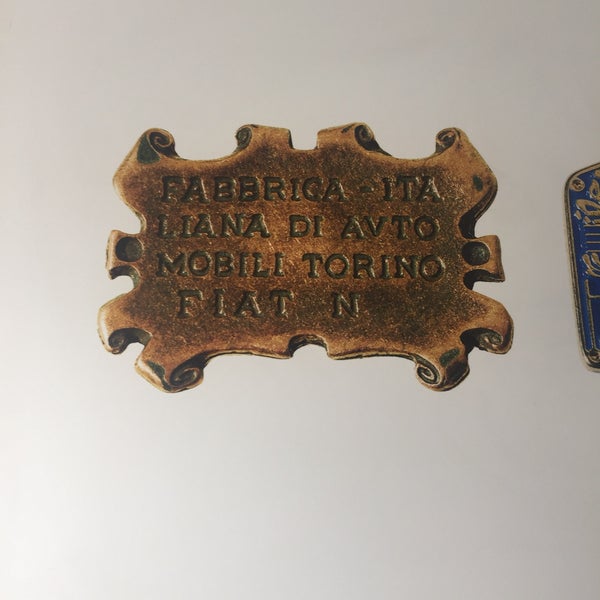 FABBRICA - ITA
LIANA DI AVTO
MOBILI TORINO
FIAT N